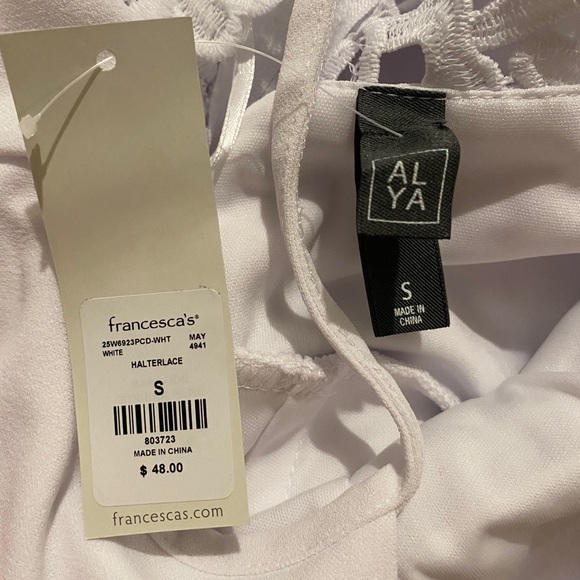 francesca's®
25W6923PCD-WHT MAY
WHITE 4941
HALTERLACE
S
803723
MADE IN CHINA
$ 48.00
francescas.com
AL
YA
S
MADE IN
CHINA